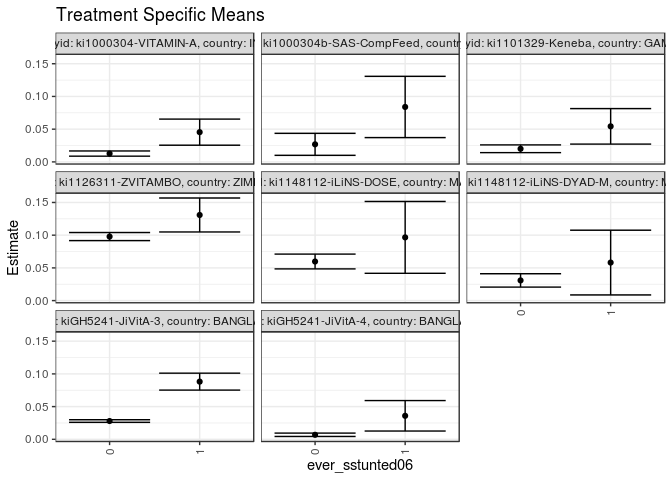 Treatment Specific Means
yid: ki1000304-VITAMIN-A, country:
ki1000304b-SAS-CompFeed, countr
yid: ki1101329-Keneba, country: GAM
0.15
0.10
0.05
0.00
: ki1126311-ZVITAMBO, country: ZIM
: ki1148112-iLiNS-DOSE, country: MA
ki1148112-iLiNS-DYAD-M, country: M
0.15
0.10
0.05
0.00
0
1
: kiGH5241-JiVitA-3, country: BANGL
: kiGH5241-JiVitA-4, country: BANGL
0.15
0.10
0.05
0.00
0
1
0
1
Estimate
ever_sstunted06